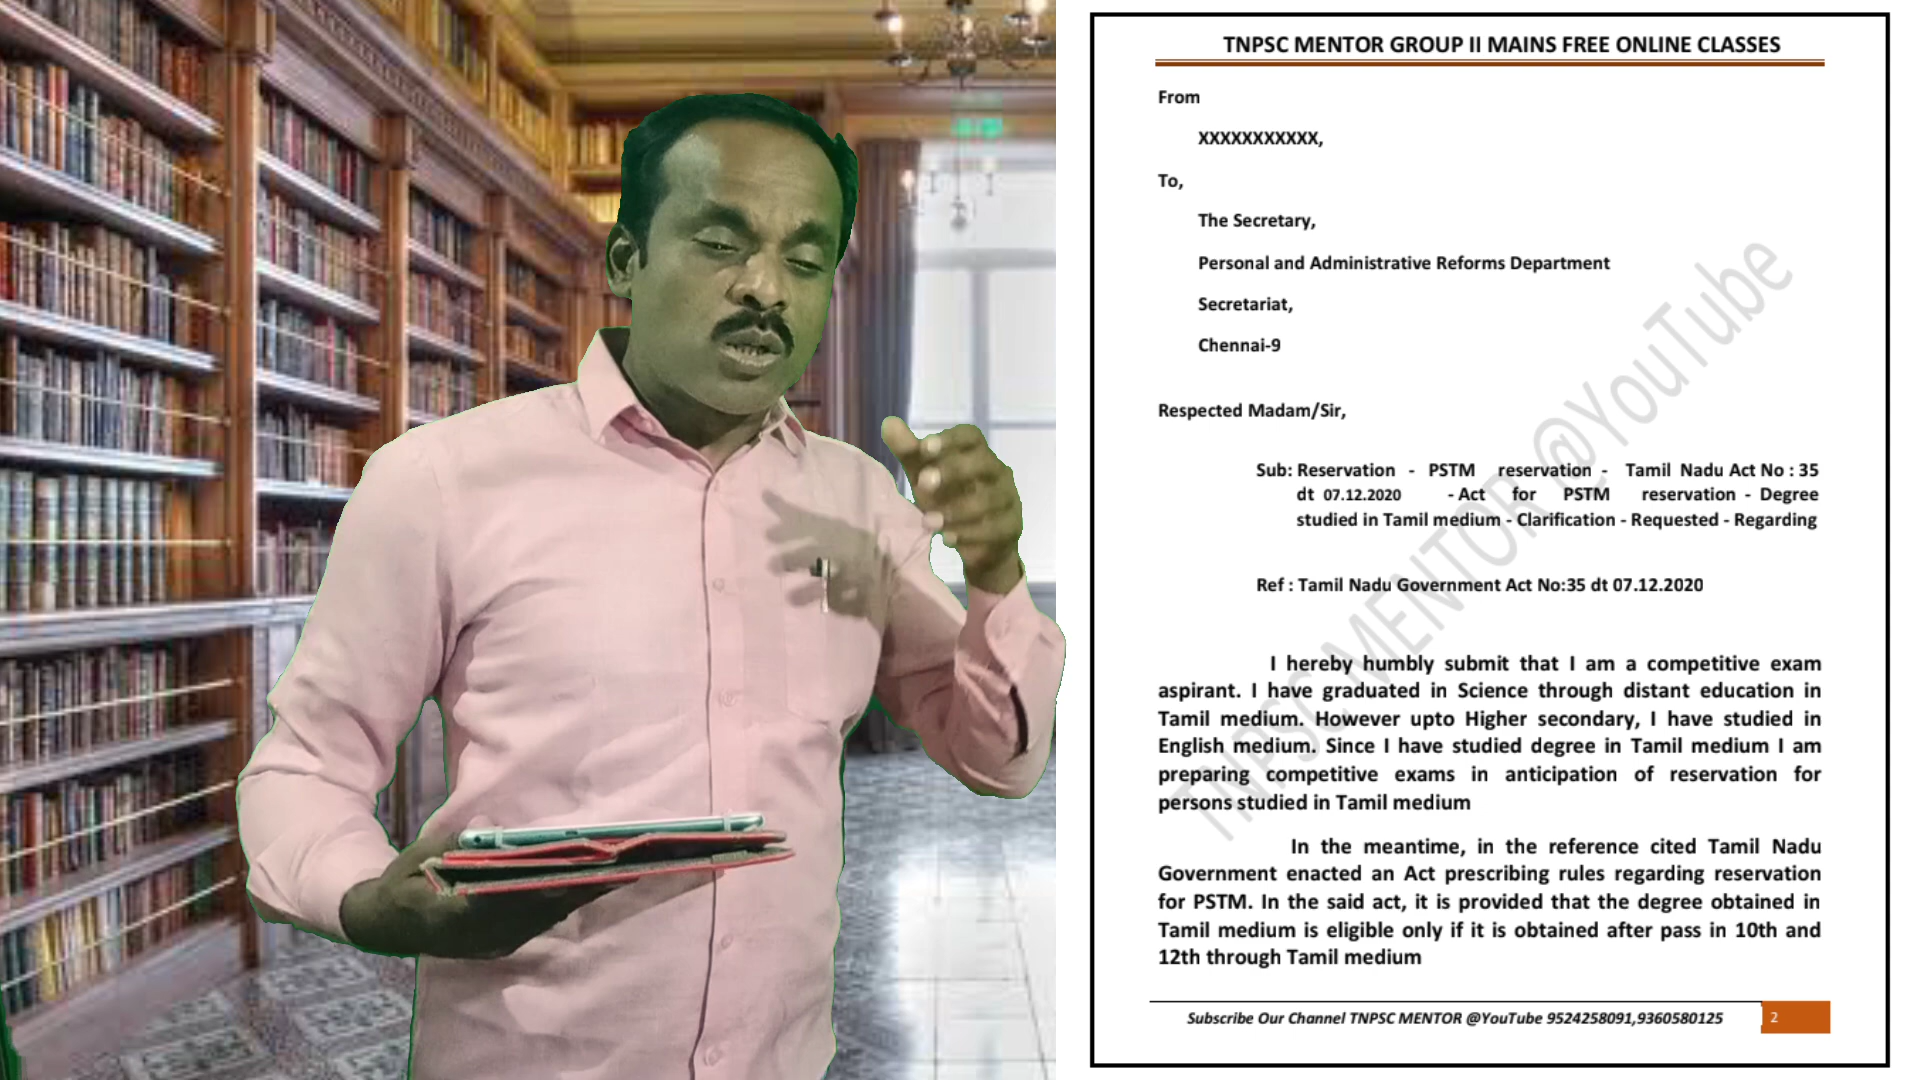 TNPSC MENTOR GROUP II MAINS FREE ONLINE CLASSES
From
XXXXXXXXXXX,
To,
The Secretary,
Personal and Administrative Reforms Department
Secretariat,
Chennai-9
Respected Madam/Sir,
Sub: Reservation - PSTM reservation - Tamil Nadu Act No : 35
dt 07.12.2020 - Act for PSTM reservation - Degree
studied in Tamil medium - Clarification - Requested - Regarding
Ref : Tamil Nadu Government Act No:35 dt 07.12.2020
I hereby humbly submit that I am a competitive exam
aspirant. I have graduated in Science through distant education in
Tamil medium. However upto Higher secondary, I have studied in
English medium. Since I have studied degree in Tamil medium I am
preparing competitive exams in anticipation of reservation for
persons studied in Tamil medium
In the meantime, in the reference cited Tamil Nadu
Government enacted an Act prescribing rules regarding reservation
for PSTM. In the said act, it is provided that the degree obtained in
Tamil medium is eligible only if it is obtained after pass in 10th and
12th through Tamil medium
TNPSC MENTOR @YouTube
Subscribe Our Channel TNPSC MENTOR @YouTube 9524258091,9360580125
2